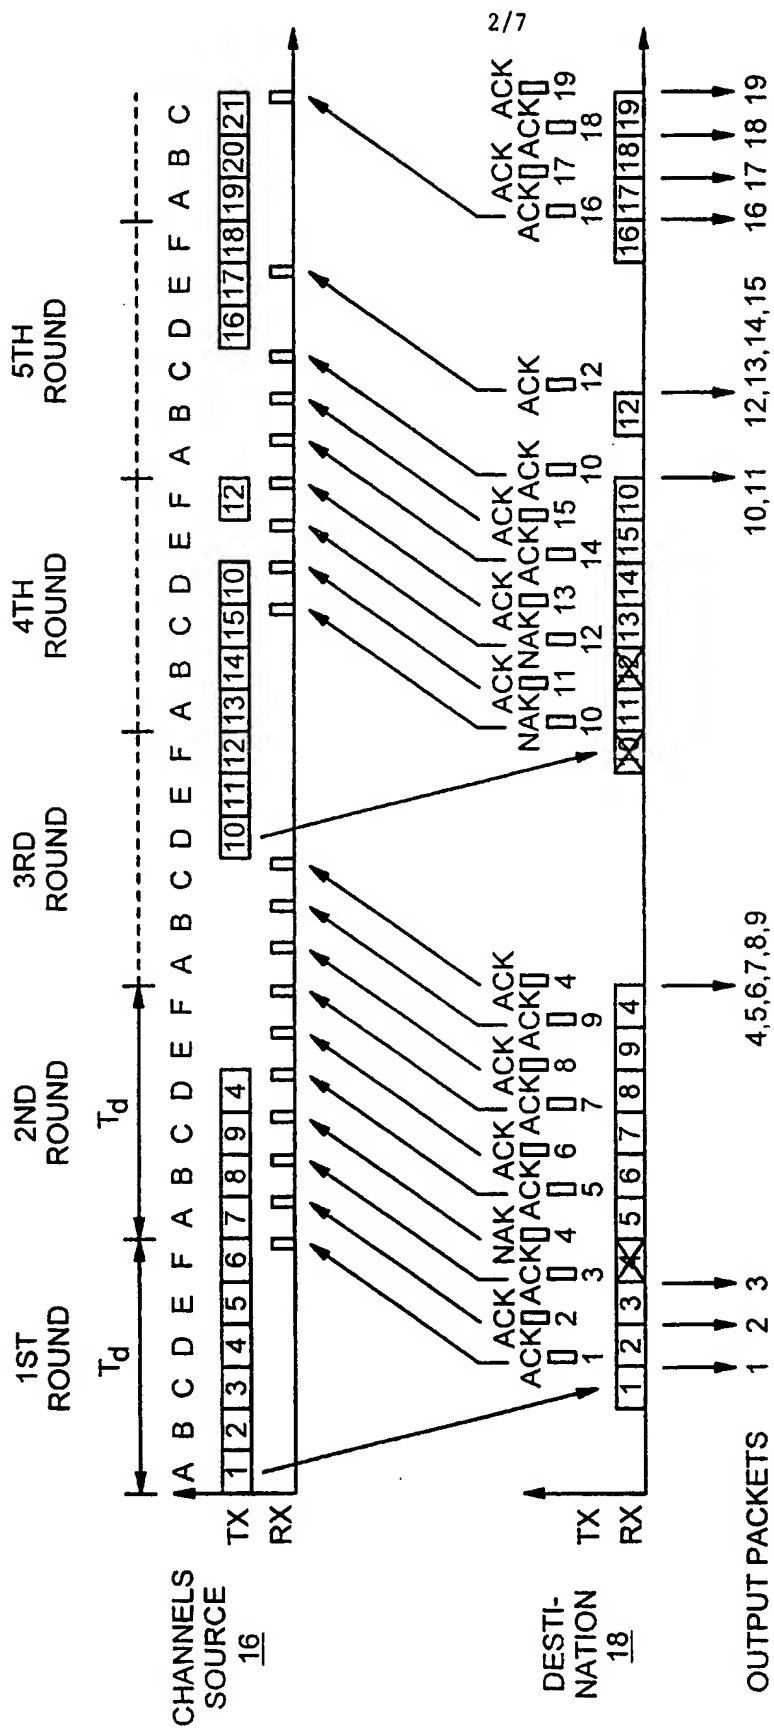 2/7
1ST ROUND 2ND ROUND 3RD ROUND 4TH ROUND 5TH ROUND
Td Td
CHANNELS A B C D E F A B C D E F A B C D E F A B C D E F A B C D E F A B C
SOURCE 16
TX 1 2 3 4 5 6 7 8 9 4 10 11 12 13 14 15 10 12 16 17 18 19 20 21
RX
ACK NAK ACK ACK ACK ACK ACK ACK ACK ACK ACK ACK
ACK ACK ACK ACK ACK NAK NAK ACK ACK ACK
DESTI-
NATION
18
TX 1 2 3 4 5 6 7 8 9 4 10 11 12 13 14 15 10 12 16 17 18 19
RX 1 2 3 4 5 6 7 8 9 4 10 11 12 13 14 15 10 12 16 17 18 19
OUTPUT PACKETS 1 2 3 4,5,6,7,8,9 10,11 12,13,14,15 16 17 18 19